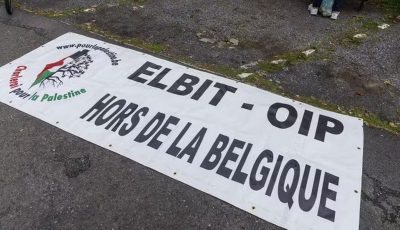 www.pourlapalestine.be
Charleroi
pour la Palestine
ELBIT - OIP
HORS DE LA BELGIQUE